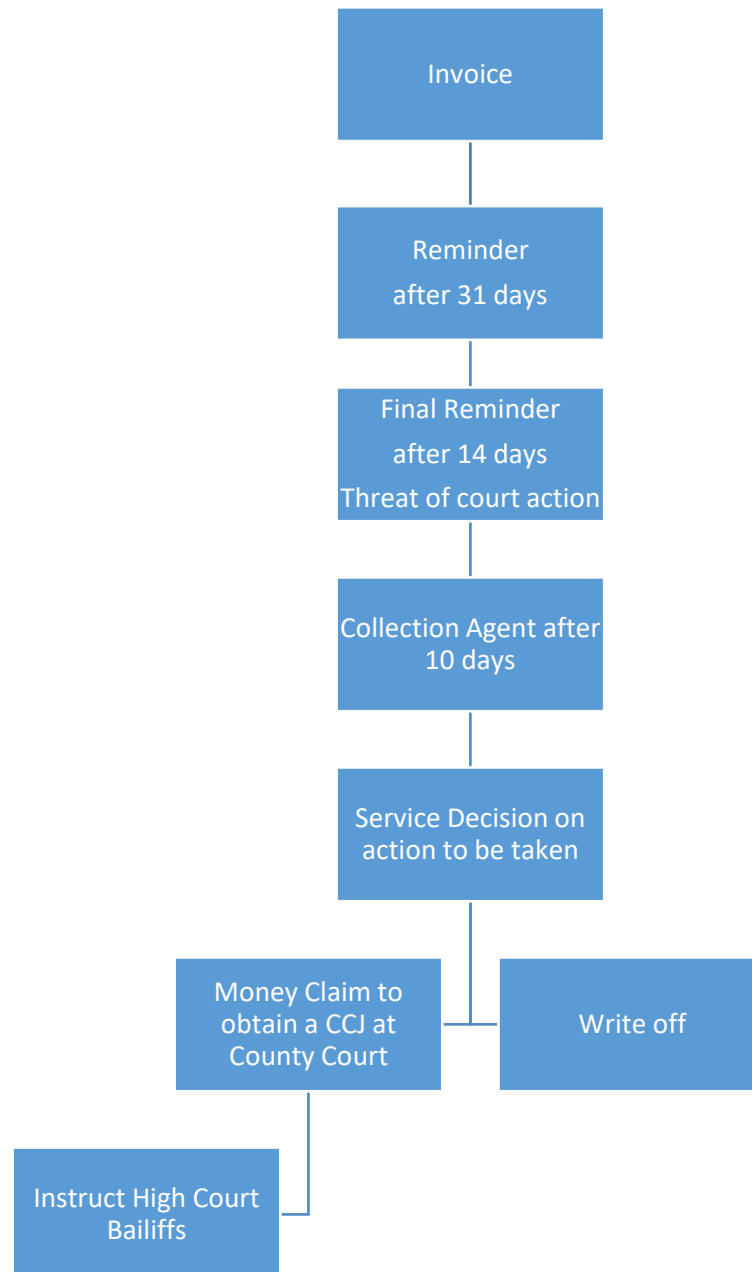 Invoice
Reminder
after 31 days
Final Reminder
after 14 days
Threat of court action
Collection Agent after
10 days
Service Decision on
action to be taken
Money Claim to
obtain a CCJ at
County Court
Write off
Instruct High Court
Bailiffs